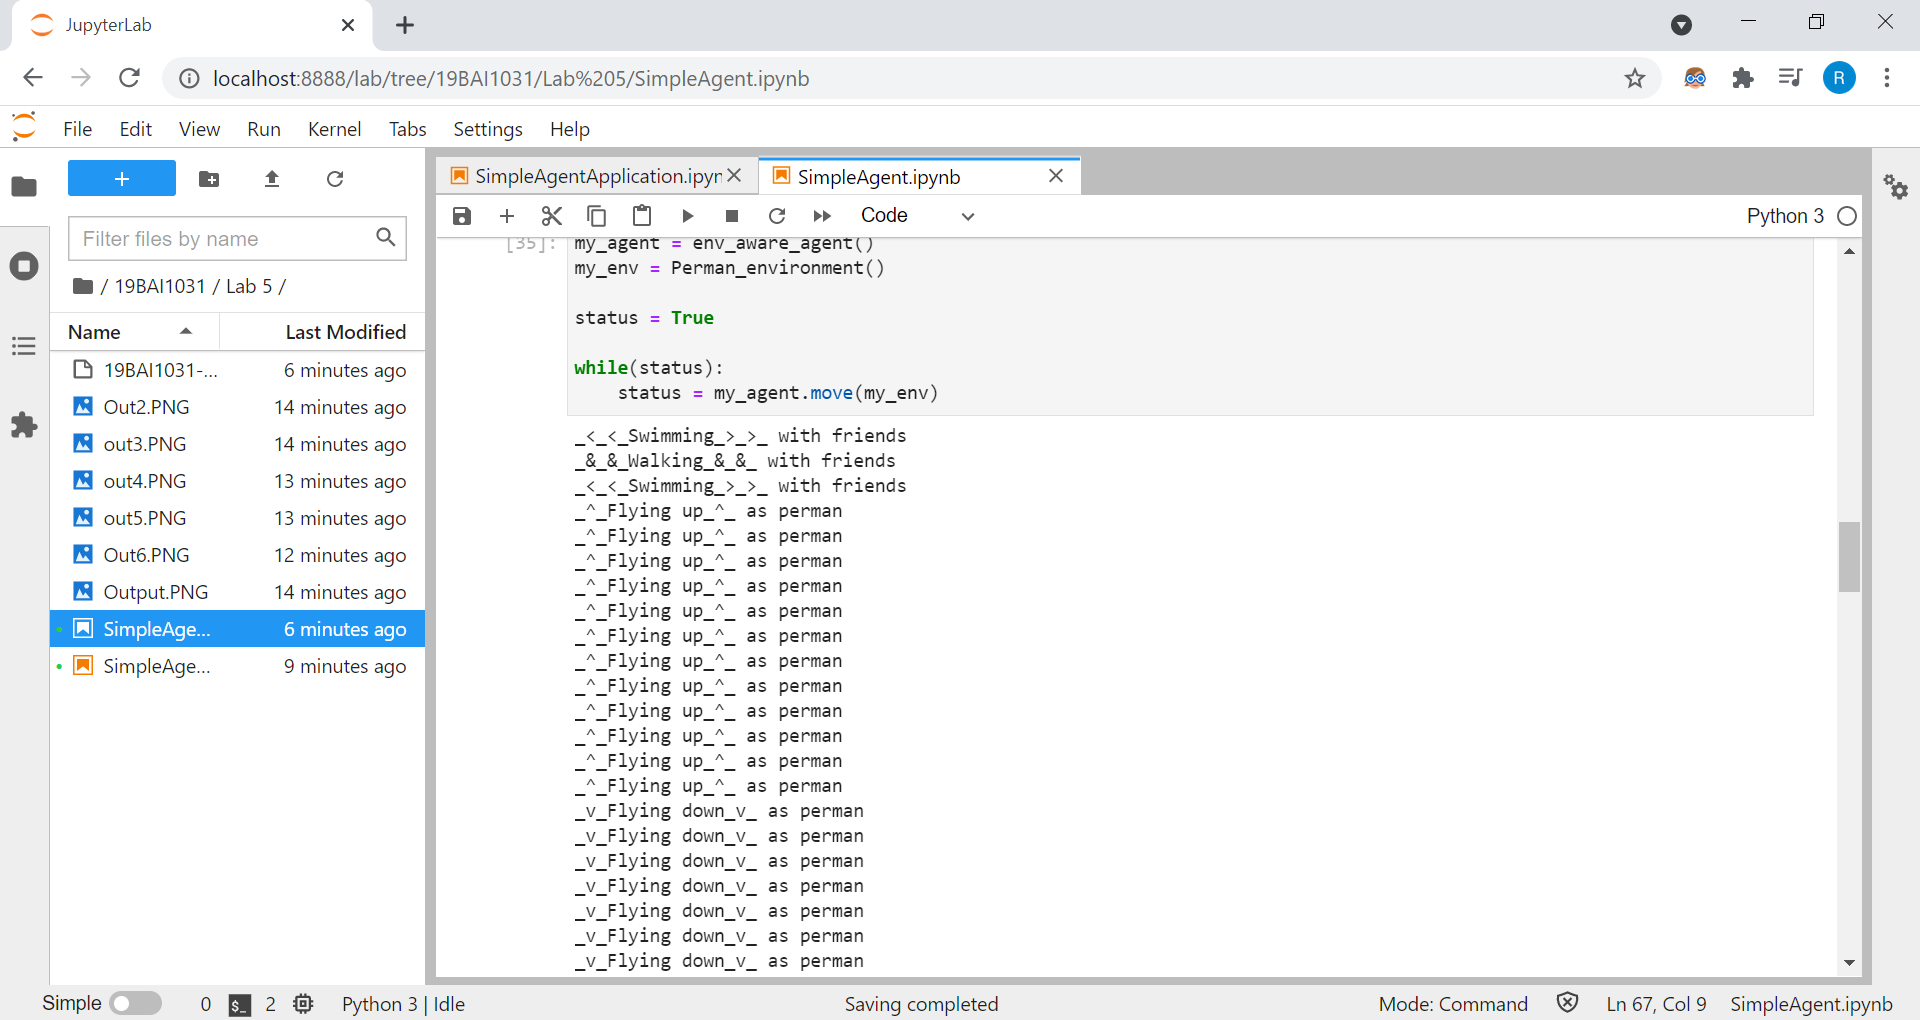 JupyterLab
localhost:8888/lab/tree/19BAI1031/Lab%205/SimpleAgent.ipynb
R
File Edit View Run Kernel Tabs Settings Help
Filter files by name
/ 19BAI1031 / Lab 5 /
Name Last Modified
19BAI1031-... 6 minutes ago
Out2.PNG 14 minutes ago
out3.PNG 14 minutes ago
out4.PNG 13 minutes ago
out5.PNG 13 minutes ago
Out6.PNG 12 minutes ago
Output.PNG 14 minutes ago
SimpleAge... 6 minutes ago
SimpleAge... 9 minutes ago
SimpleAgentApplication.ipyn
SimpleAgent.ipynb
Code
Python 3
[35]: my_agent = env_aware_agent()
my_env = Perman_environment()
status = True
while(status):
    status = my_agent.move(my_env)
_<_<_Swimming_>_>_ with friends
_&_&_Walking_&_&_ with friends
_<_<_Swimming_>_>_ with friends
_^_Flying up_^_ as perman
_^_Flying up_^_ as perman
_^_Flying up_^_ as perman
_^_Flying up_^_ as perman
_^_Flying up_^_ as perman
_^_Flying up_^_ as perman
_^_Flying up_^_ as perman
_^_Flying up_^_ as perman
_^_Flying up_^_ as perman
_^_Flying up_^_ as perman
_^_Flying up_^_ as perman
_^_Flying up_^_ as perman
_v_Flying down_v_ as perman
_v_Flying down_v_ as perman
_v_Flying down_v_ as perman
_v_Flying down_v_ as perman
_v_Flying down_v_ as perman
_v_Flying down_v_ as perman
_v_Flying down_v_ as perman
Simple 0 $_ 2 Python 3 | Idle Saving completed Mode: Command Ln 67, Col 9 SimpleAgent.ipynb